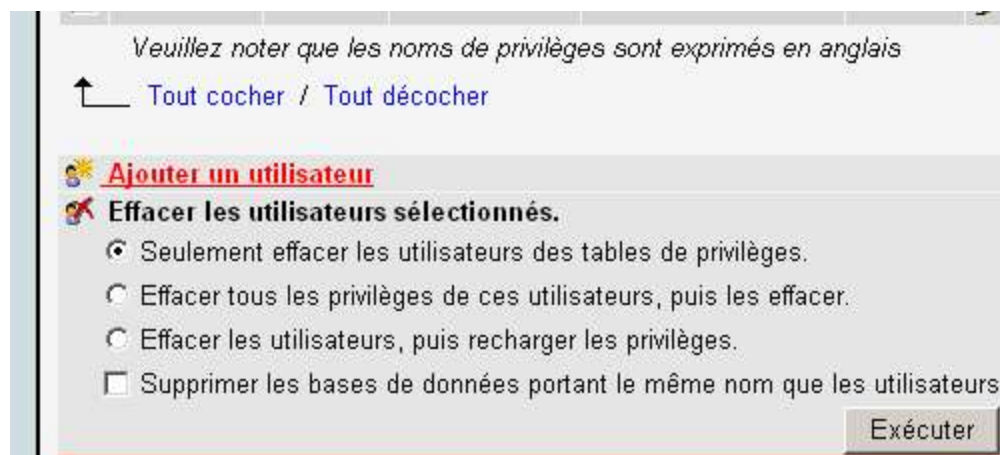 Veuillez noter que les noms de privilèges sont exprimés en anglais
Tout cocher / Tout décocher
Ajouter un utilisateur
Effacer les utilisateurs sélectionnés.
Seulement effacer les utilisateurs des tables de privilèges.
Effacer tous les privilèges de ces utilisateurs, puis les effacer.
Effacer les utilisateurs, puis recharger les privilèges.
Supprimer les bases de données portant le même nom que les utilisateurs
Exécuter